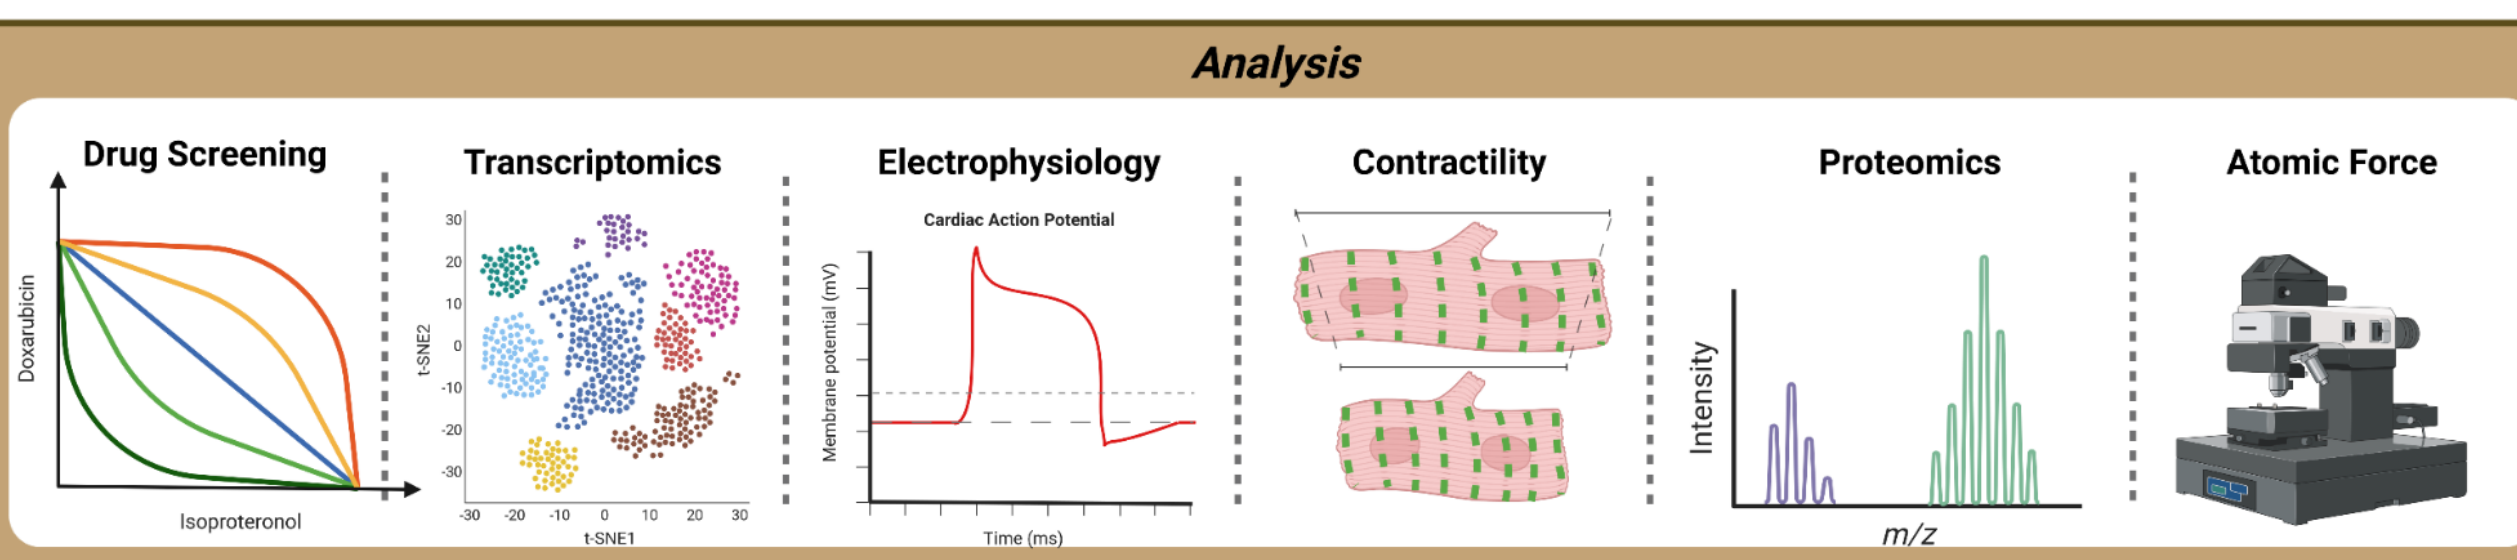 Analysis
Drug Screening
Doxarubicin
Isoproteronol
Transcriptomics
t-SNE2
30
20
10
0
-10
-20
-30
-30 -20 -10 0 10 20 30
t-SNE1
Electrophysiology
Cardiac Action Potential
Membrane potential (mV)
Time (ms)
Contractility
Proteomics
Intensity
m/z
Atomic Force